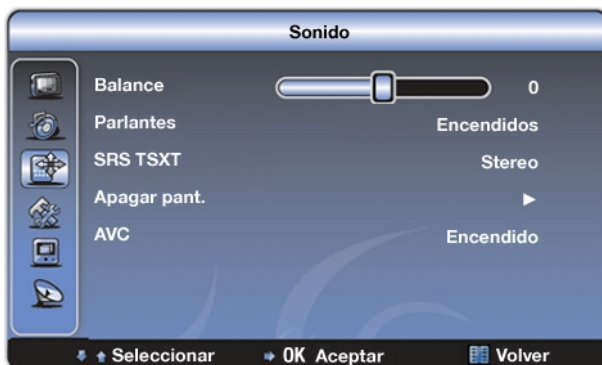 Sonido
Balance 0
Parlantes Encendidos
SRS TSXT Stereo
Apagar pant. ►
AVC Encendido
Seleccionar OK Aceptar Volver